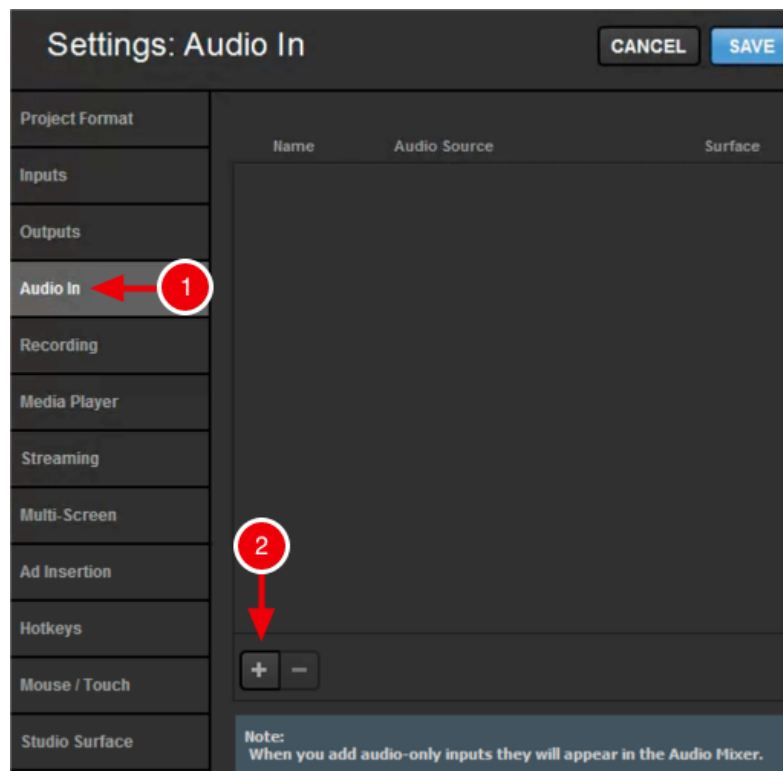 Settings: Audio In
CANCEL
SAVE
Project Format
Name
Audio Source
Surface
Inputs
Outputs
Audio In
1
Recording
Media Player
Streaming
Multi-Screen
2
Ad Insertion
Hotkeys
+ −
Mouse / Touch
Studio Surface
Note:
When you add audio-only inputs they will appear in the Audio Mixer.